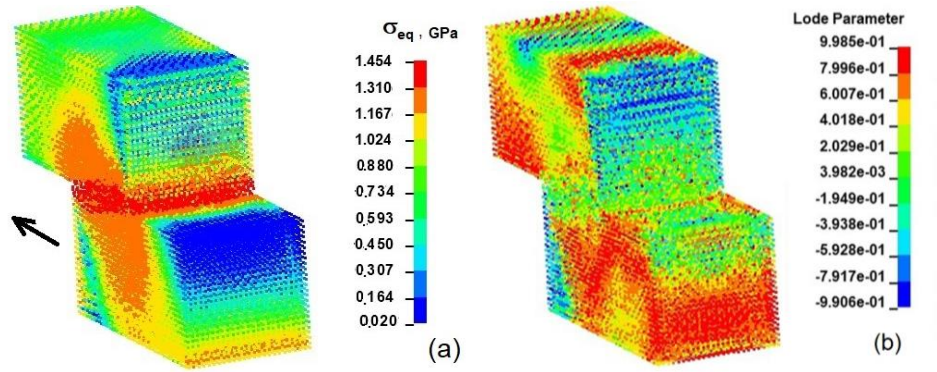 σeq , GPa
1.454
1.310
1.167
1.024
0.880
0.734
0.593
0.450
0.307
0.164
0.020
(a)
Lode Parameter
9.985e-01
7.996e-01
6.007e-01
4.018e-01
2.029e-01
3.982e-03
-1.949e-01
-3.938e-01
-5.928e-01
-7.917e-01
-9.906e-01
(b)